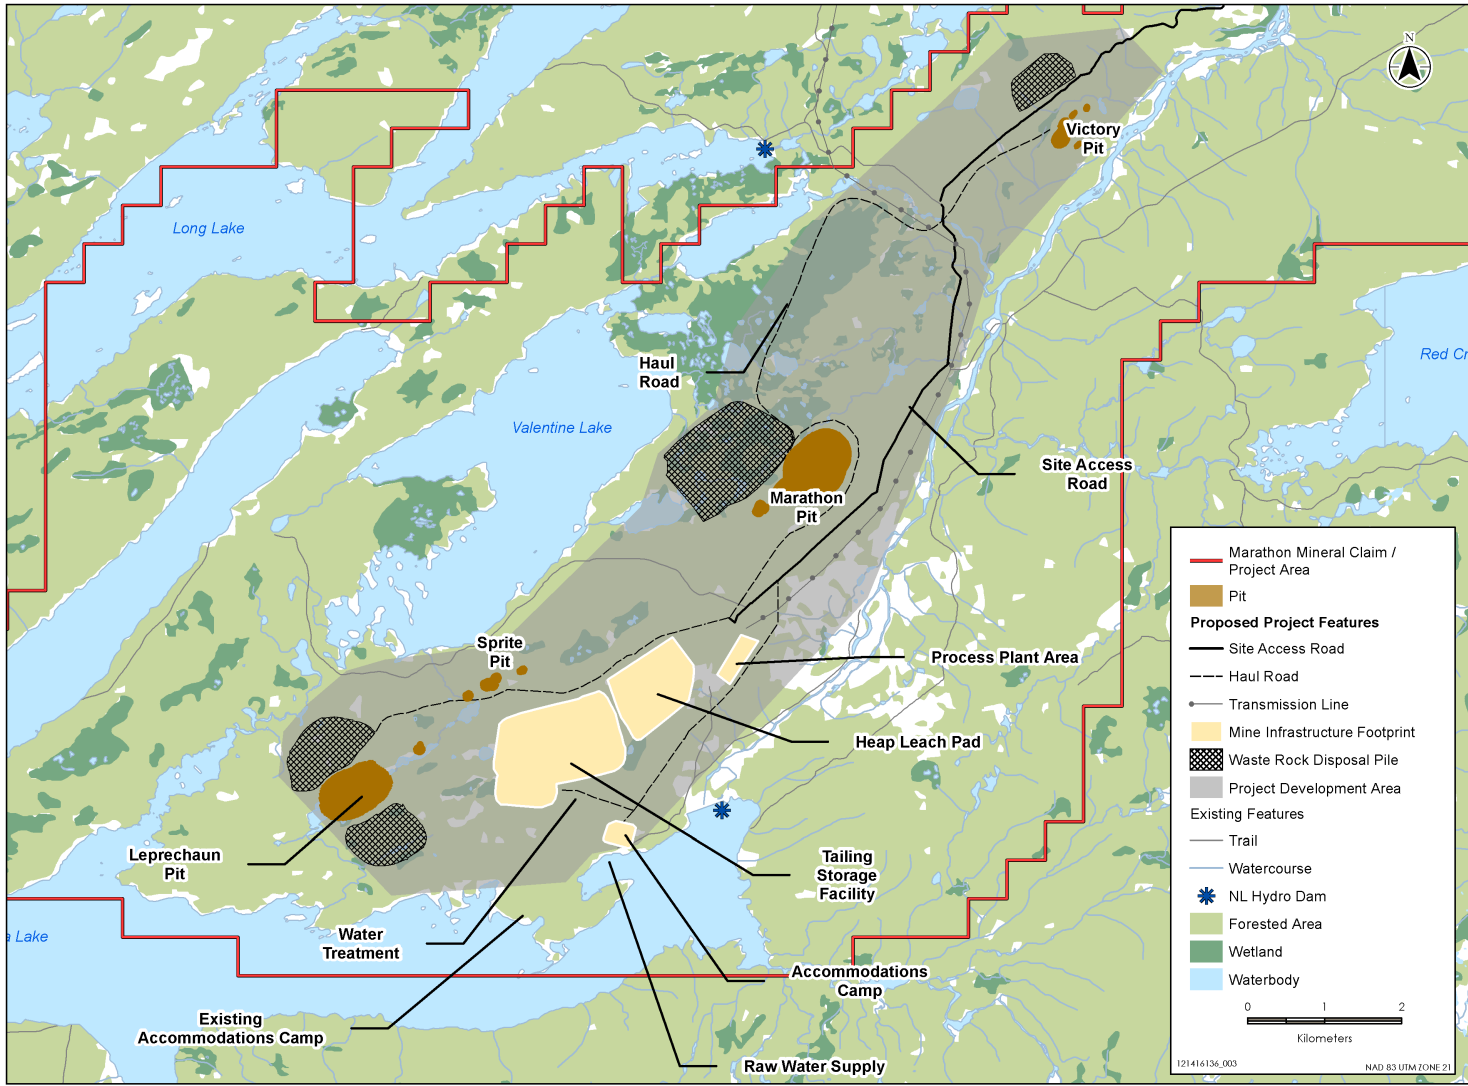 N
Victory
Pit
Long Lake
Haul
Road
Red Cr
Valentine Lake
Site Access
Road
Marathon
Pit
Sprite
Pit
Process Plant Area
Heap Leach Pad
Leprechaun
Pit
Tailing
Storage
Facility
Water
Treatment
a Lake
Accommodations
Camp
Existing
Accommodations Camp
Raw Water Supply
Marathon Mineral Claim /
Project Area
Pit
Proposed Project Features
Site Access Road
Haul Road
Transmission Line
Mine Infrastructure Footprint
Waste Rock Disposal Pile
Project Development Area
Existing Features
Trail
Watercourse
NL Hydro Dam
Forested Area
Wetland
Waterbody
0 1 2
Kilometers
121416136_003
NAD 83 UTM ZONE 21